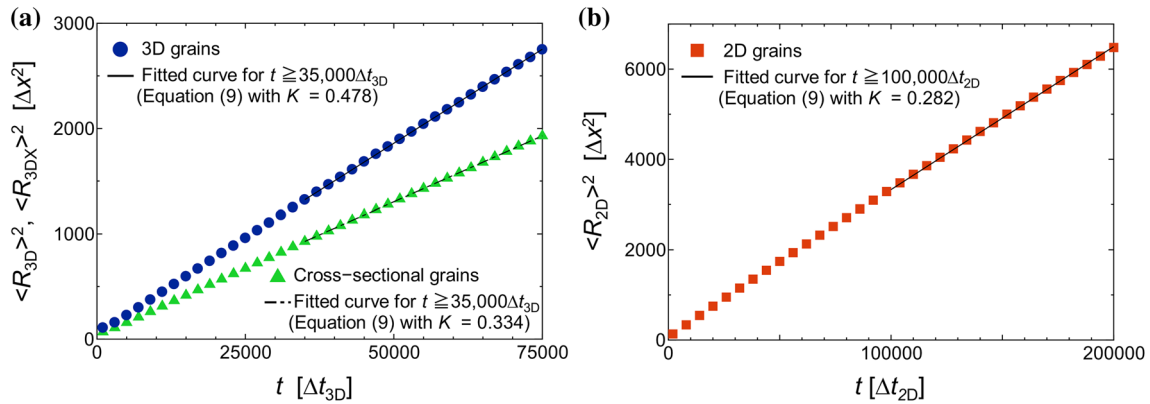 (a)
3000
2000
1000
0
<R3D>², <R3DX>² [Δx²]
3D grains
Fitted curve for t ≧35,000Δt3D
(Equation (9) with K = 0.478)
Cross−sectional grains
Fitted curve for t ≧35,000Δt3D
(Equation (9) with K = 0.334)
0
25000
50000
75000
t [Δt3D]
(b)
6000
4000
2000
0
<R2D>² [Δx²]
2D grains
Fitted curve for t ≧100,000Δt2D
(Equation (9) with K = 0.282)
0
100000
200000
t [Δt2D]